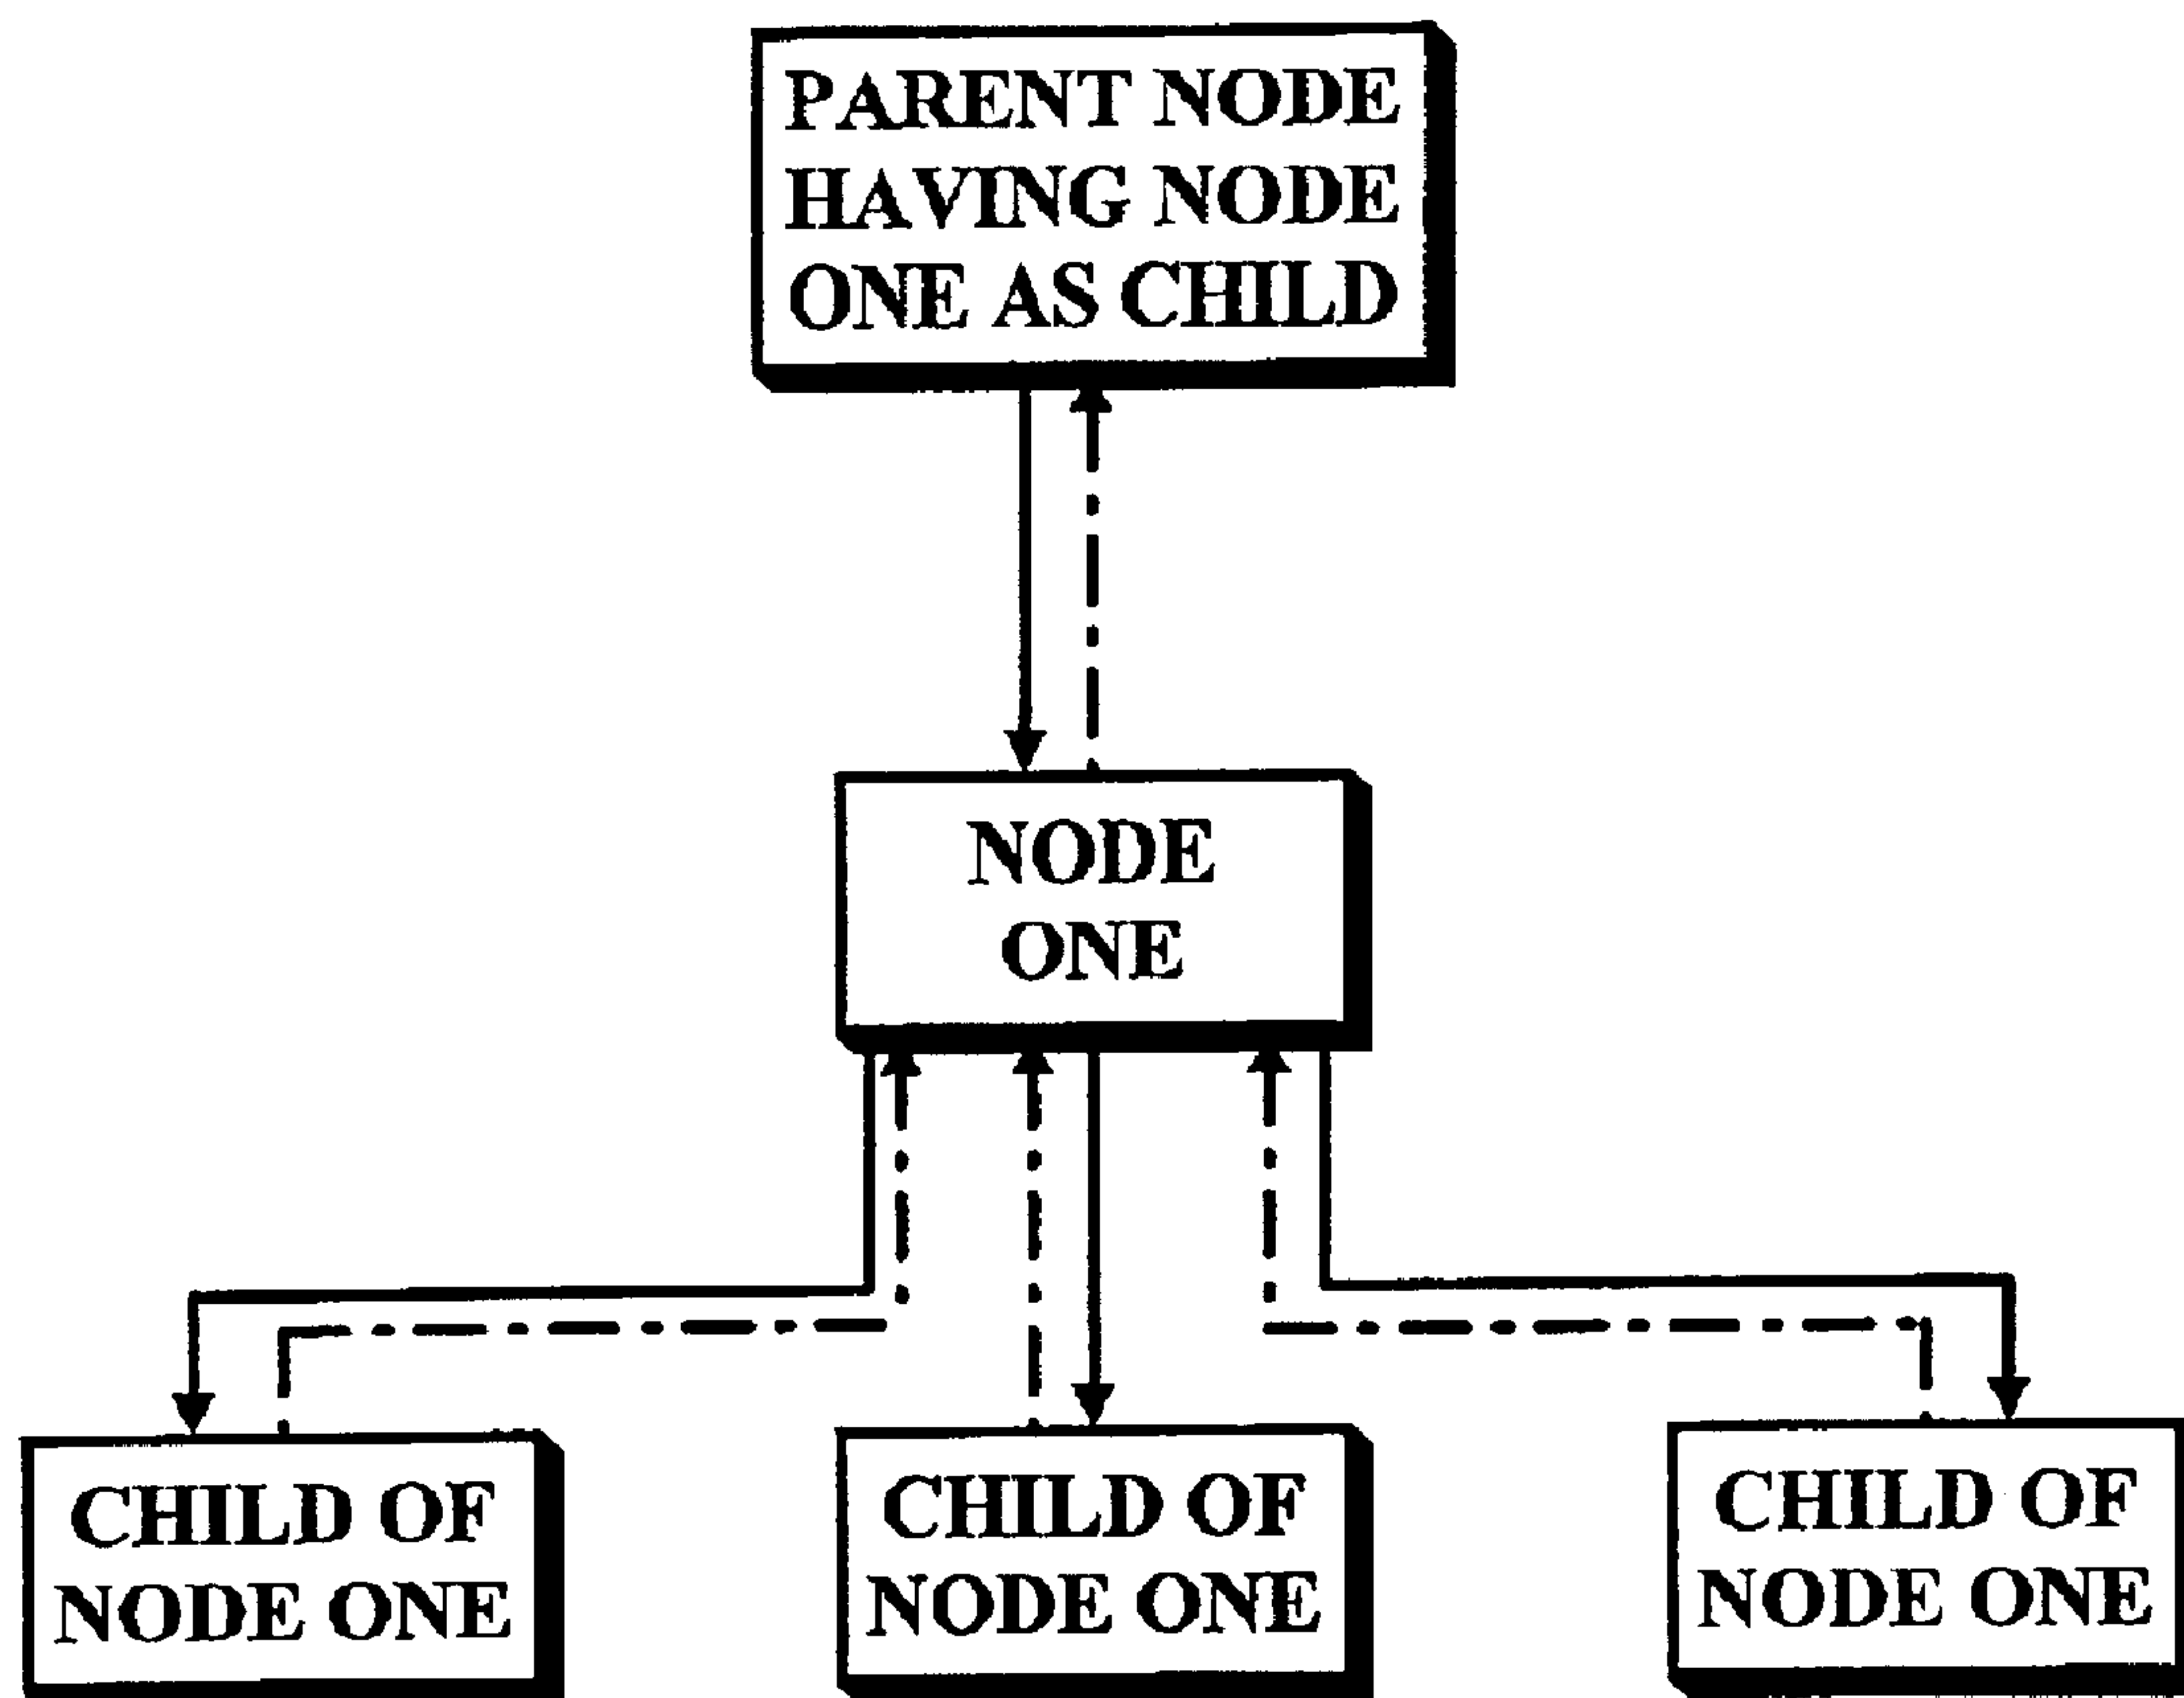 PARENT NODE
HAVING NODE
ONE AS CHILD
NODE
ONE
CHILD OF
NODE ONE
CHILD OF
NODE ONE
CHILD OF
NODE ONE